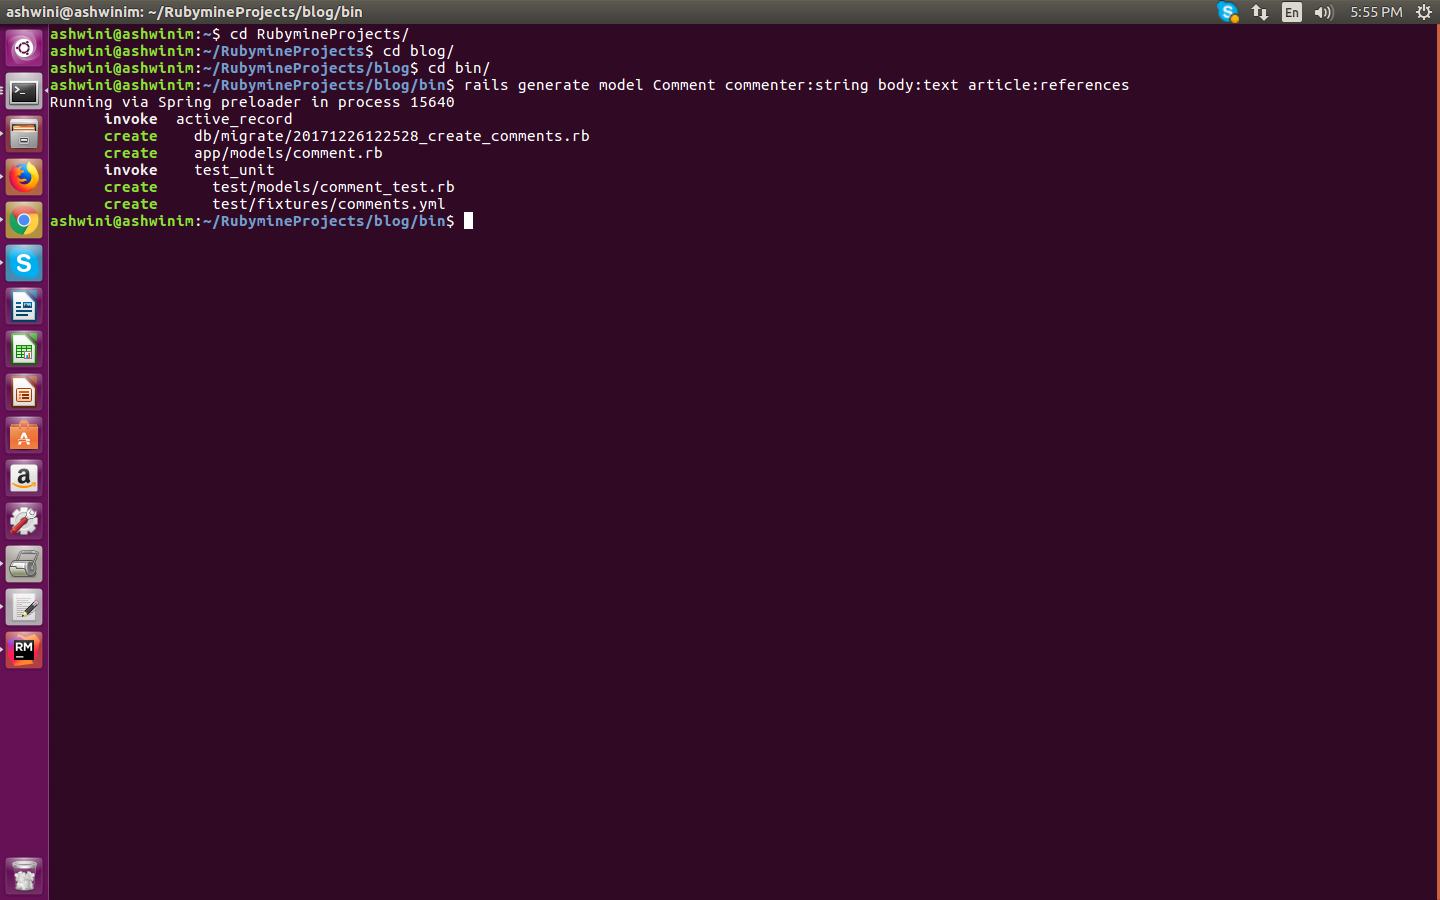 ashwini@ashwinim: ~/RubymineProjects/blog/bin
En
5:55 PM
ashwini@ashwinim:~$ cd RubymineProjects/
ashwini@ashwinim:~/RubymineProjects$ cd blog/
ashwini@ashwinim:~/RubymineProjects/blog$ cd bin/
ashwini@ashwinim:~/RubymineProjects/blog/bin$ rails generate model Comment commenter:string body:text article:references
Running via Spring preloader in process 15640
      invoke  active_record
      create    db/migrate/20171226122528_create_comments.rb
      create    app/models/comment.rb
      invoke    test_unit
      create      test/models/comment_test.rb
      create      test/fixtures/comments.yml
ashwini@ashwinim:~/RubymineProjects/blog/bin$
S
A
a
RM